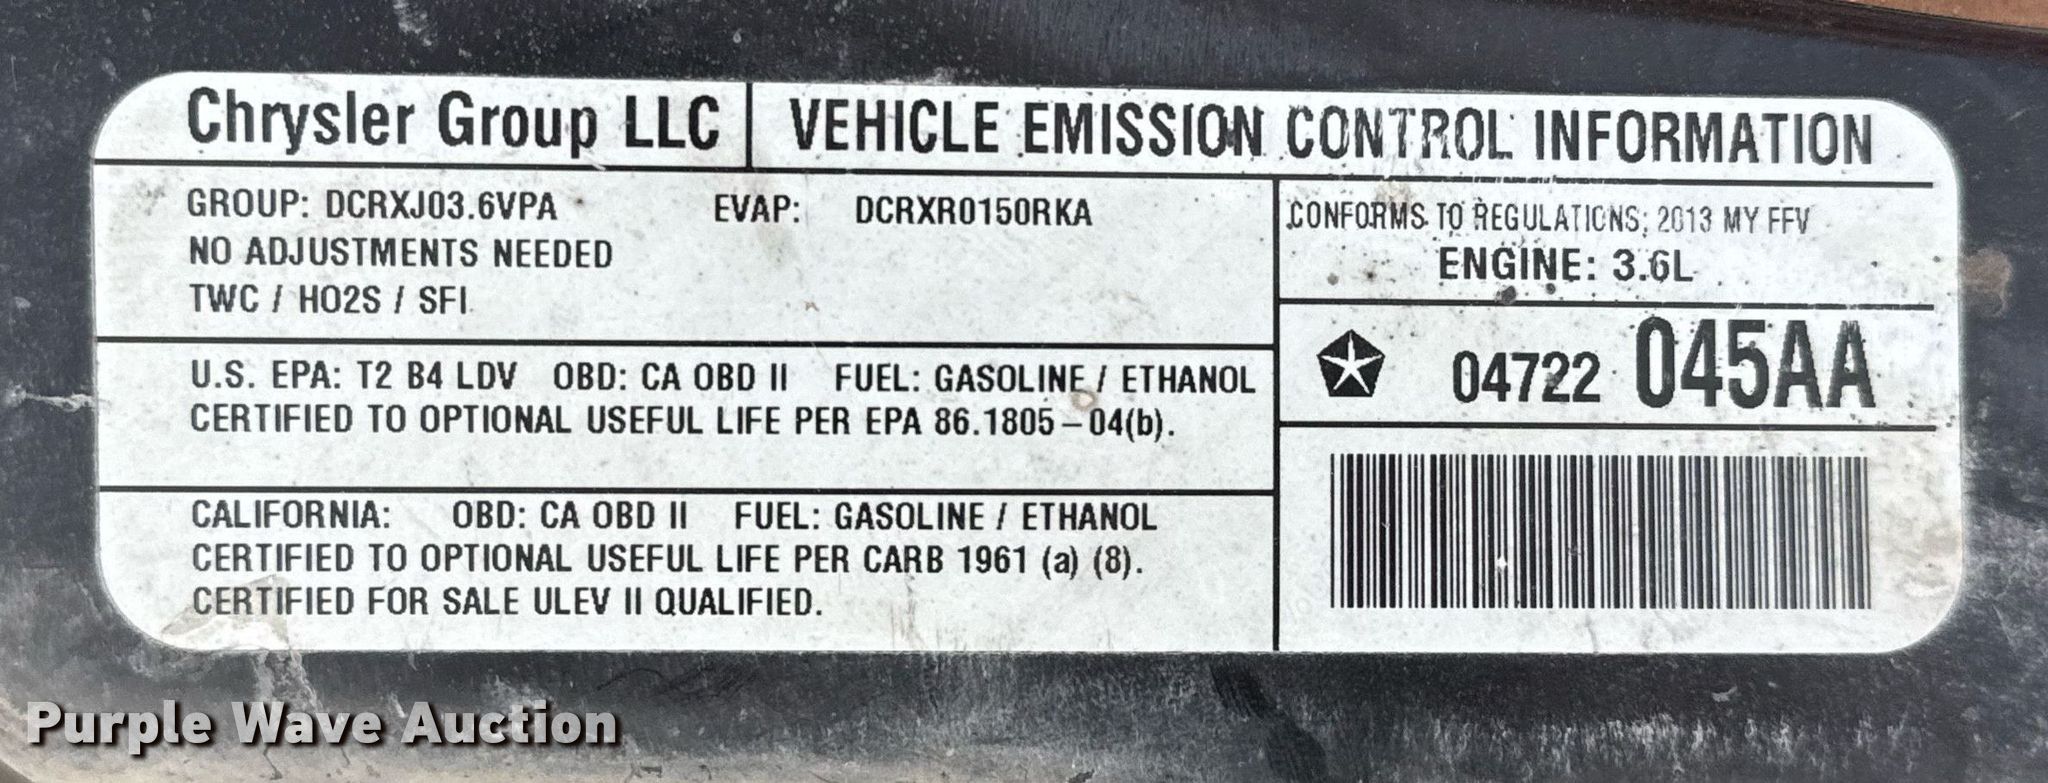 Chrysler Group LLC VEHICLE EMISSION CONTROL INFORMATION
GROUP: DCRXJ03.6VPA EVAP: DCRXR0150RKA
NO ADJUSTMENTS NEEDED
TWC / HO2S / SFI
CONFORMS TO REGULATIONS; 2013 MY FFV
ENGINE: 3.6L
04722 045AA
U.S. EPA: T2 B4 LDV OBD: CA OBD II FUEL: GASOLINE / ETHANOL
CERTIFIED TO OPTIONAL USEFUL LIFE PER EPA 86.1805-04(b).
CALIFORNIA: OBD: CA OBD II FUEL: GASOLINE / ETHANOL
CERTIFIED TO OPTIONAL USEFUL LIFE PER CARB 1961 (a) (8).
CERTIFIED FOR SALE ULEV II QUALIFIED.
Purple Wave Auction